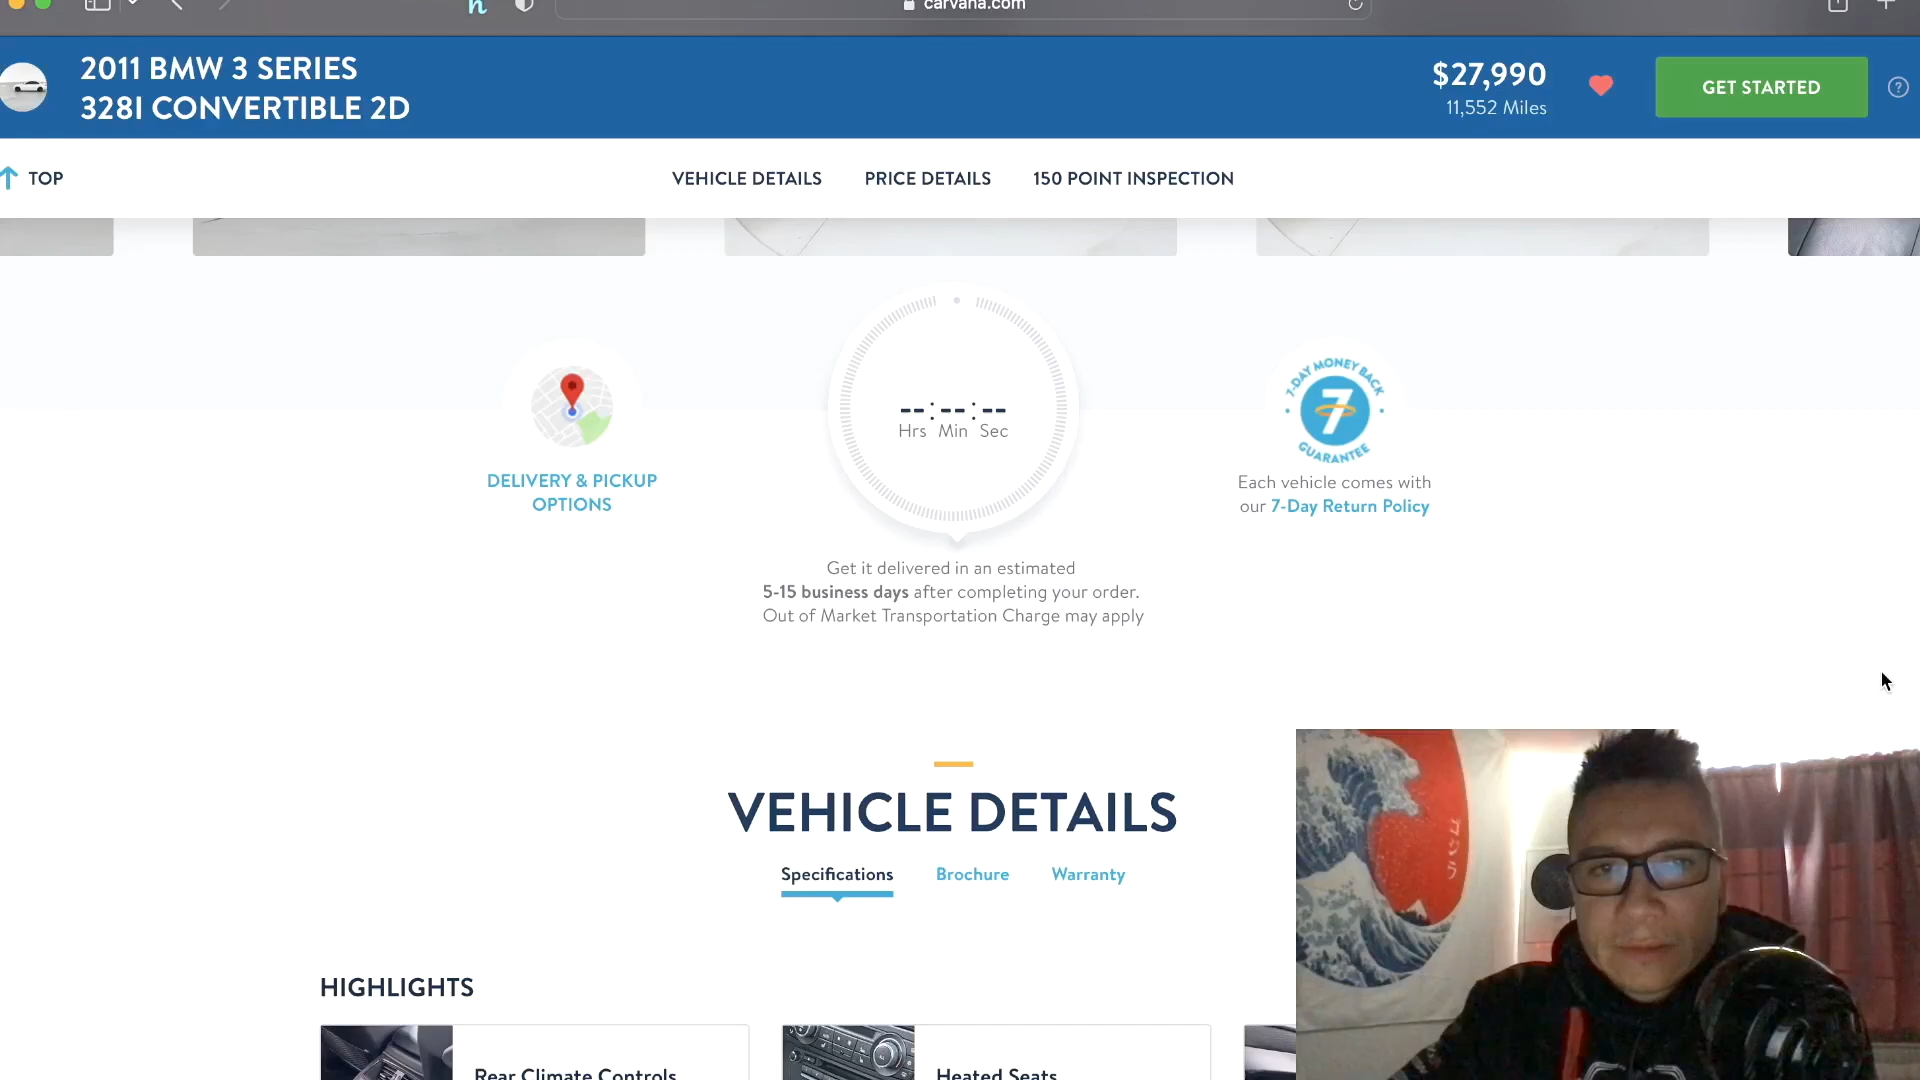 carvana.com
2011 BMW 3 SERIES
328I CONVERTIBLE 2D
$27,990
11,552 Miles
GET STARTED
?
TOP
VEHICLE DETAILS
PRICE DETAILS
150 POINT INSPECTION
DELIVERY & PICKUP
OPTIONS
--:--:--
Hrs Min Sec
7-DAY MONEY BACK
7
GUARANTEE
Each vehicle comes with
our 7-Day Return Policy
Get it delivered in an estimated
5-15 business days after completing your order.
Out of Market Transportation Charge may apply
VEHICLE DETAILS
Specifications
Brochure
Warranty
HIGHLIGHTS
Rear Climate Controls
Heated Seats